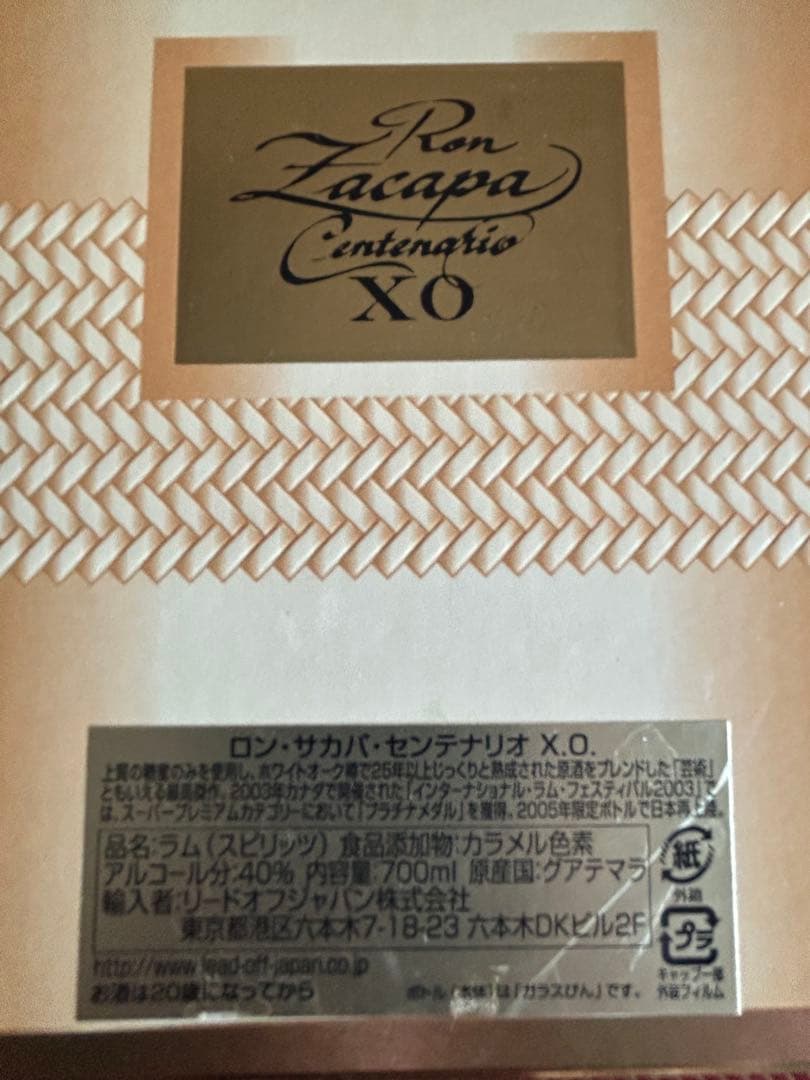 Ron
Zacapa
Centenario
XO
ロン・サカパ・センテナリオ X.O.
上質の糖蜜のみを使用し、ホワイトオーク樽で25年以上じっくりと熟成された原酒をブレンドした「芸術」
ともいえる最高傑作。2003年カナダで開催された「インターナショナル・ラム・フェスティバル2003」で
は、スーパープレミアムカテゴリーにおいて「プラチナメダル」を獲得。2005年限定ボトルで日本再上陸。
品名:ラム(スピリッツ) 食品添加物:カラメル色素
アルコール分:40% 内容量:700ml 原産国:グアテマラ
輸入者:リードオフジャパン株式会社
東京都港区六本木7-18-23 六本木DKビル2F
http://www.lead-off-japan.co.jp
お酒は20歳になってから
ボトル(本体)は「ガラスびん」です。
紙
外箱
プラ
キャップ一部
外装フィルム